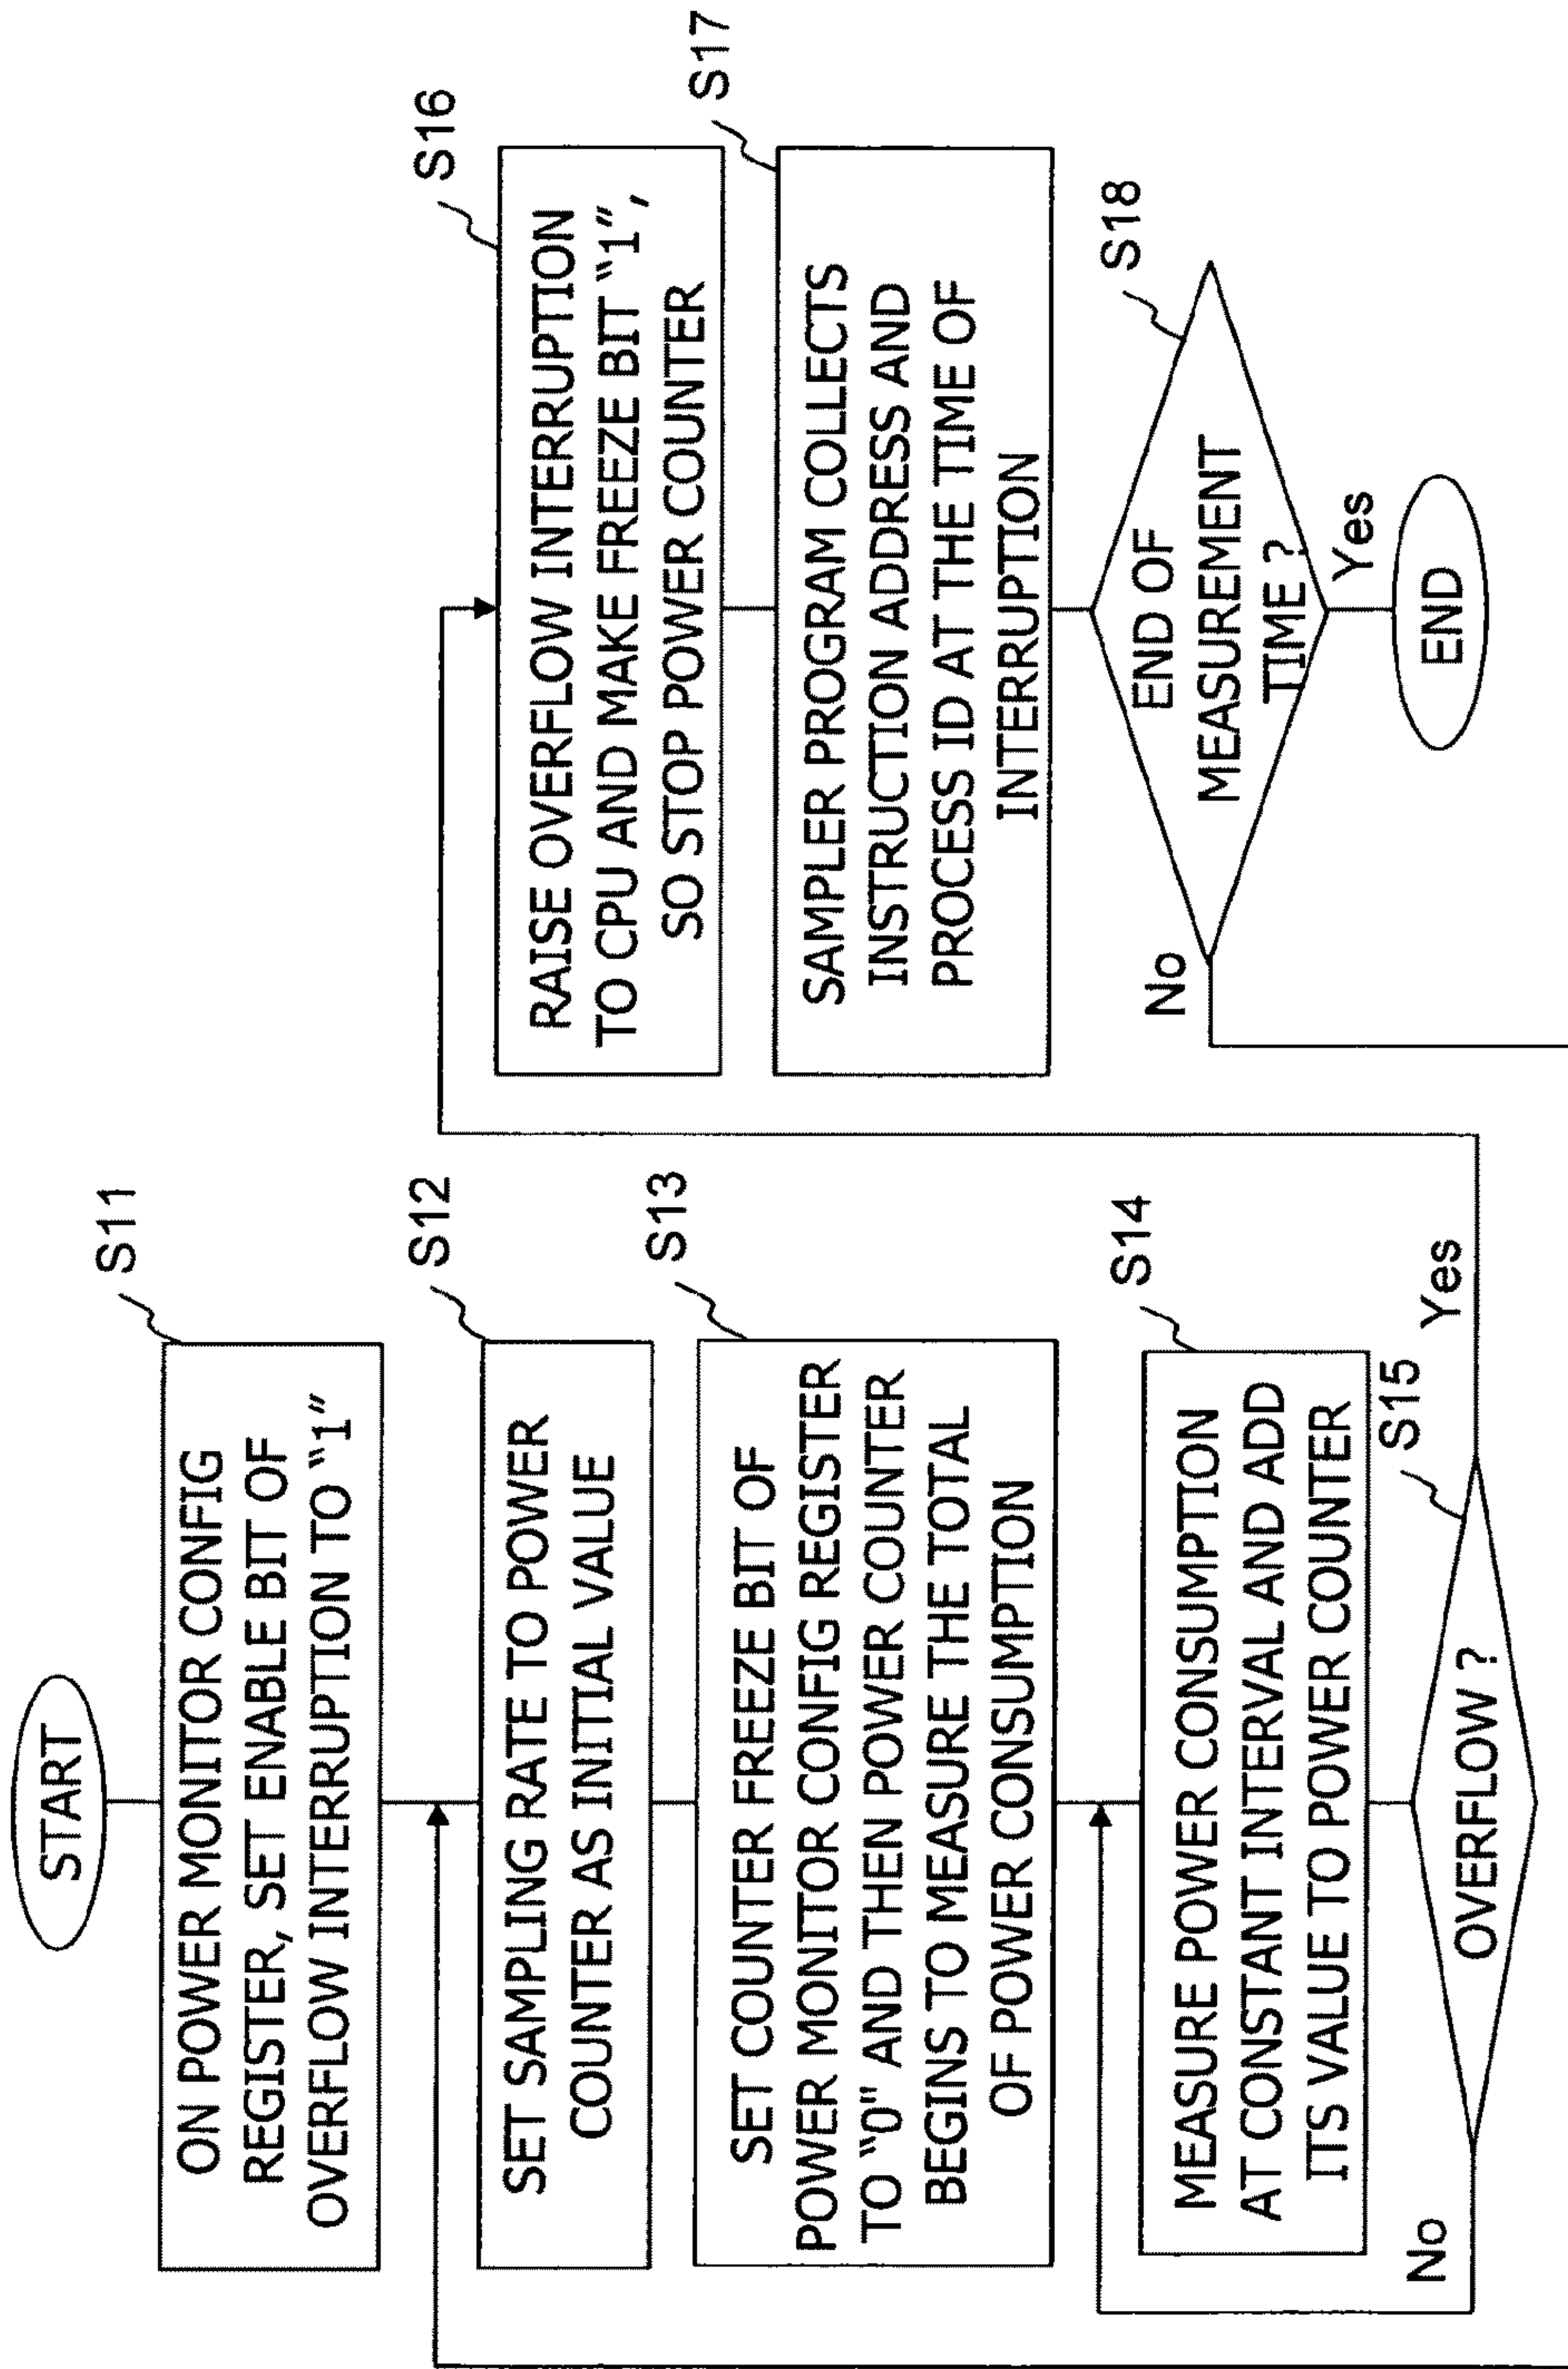 START
S11
ON POWER MONITOR CONFIG
REGISTER, SET ENABLE BIT OF
OVERFLOW INTERRUPTION TO “1”
S12
SET SAMPLING RATE TO POWER
COUNTER AS INITIAL VALUE
S13
SET COUNTER FREEZE BIT OF
POWER MONITOR CONFIG REGISTER
TO “0" AND THEN POWER COUNTER
BEGINS TO MEASURE THE TOTAL
OF POWER CONSUMPTION
S14
MEASURE POWER CONSUMPTION
AT CONSTANT INTERVAL AND ADD
ITS VALUE TO POWER COUNTER
S15
OVERFLOW ?
No
Yes
S16
RAISE OVERFLOW INTERRUPTION
TO CPU AND MAKE FREEZE BIT “1”,
SO STOP POWER COUNTER
S17
SAMPLER PROGRAM COLLECTS
INSTRUCTION ADDRESS AND
PROCESS ID AT THE TIME OF
INTERRUPTION
S18
END OF
MEASUREMENT
TIME ?
No
Yes
END